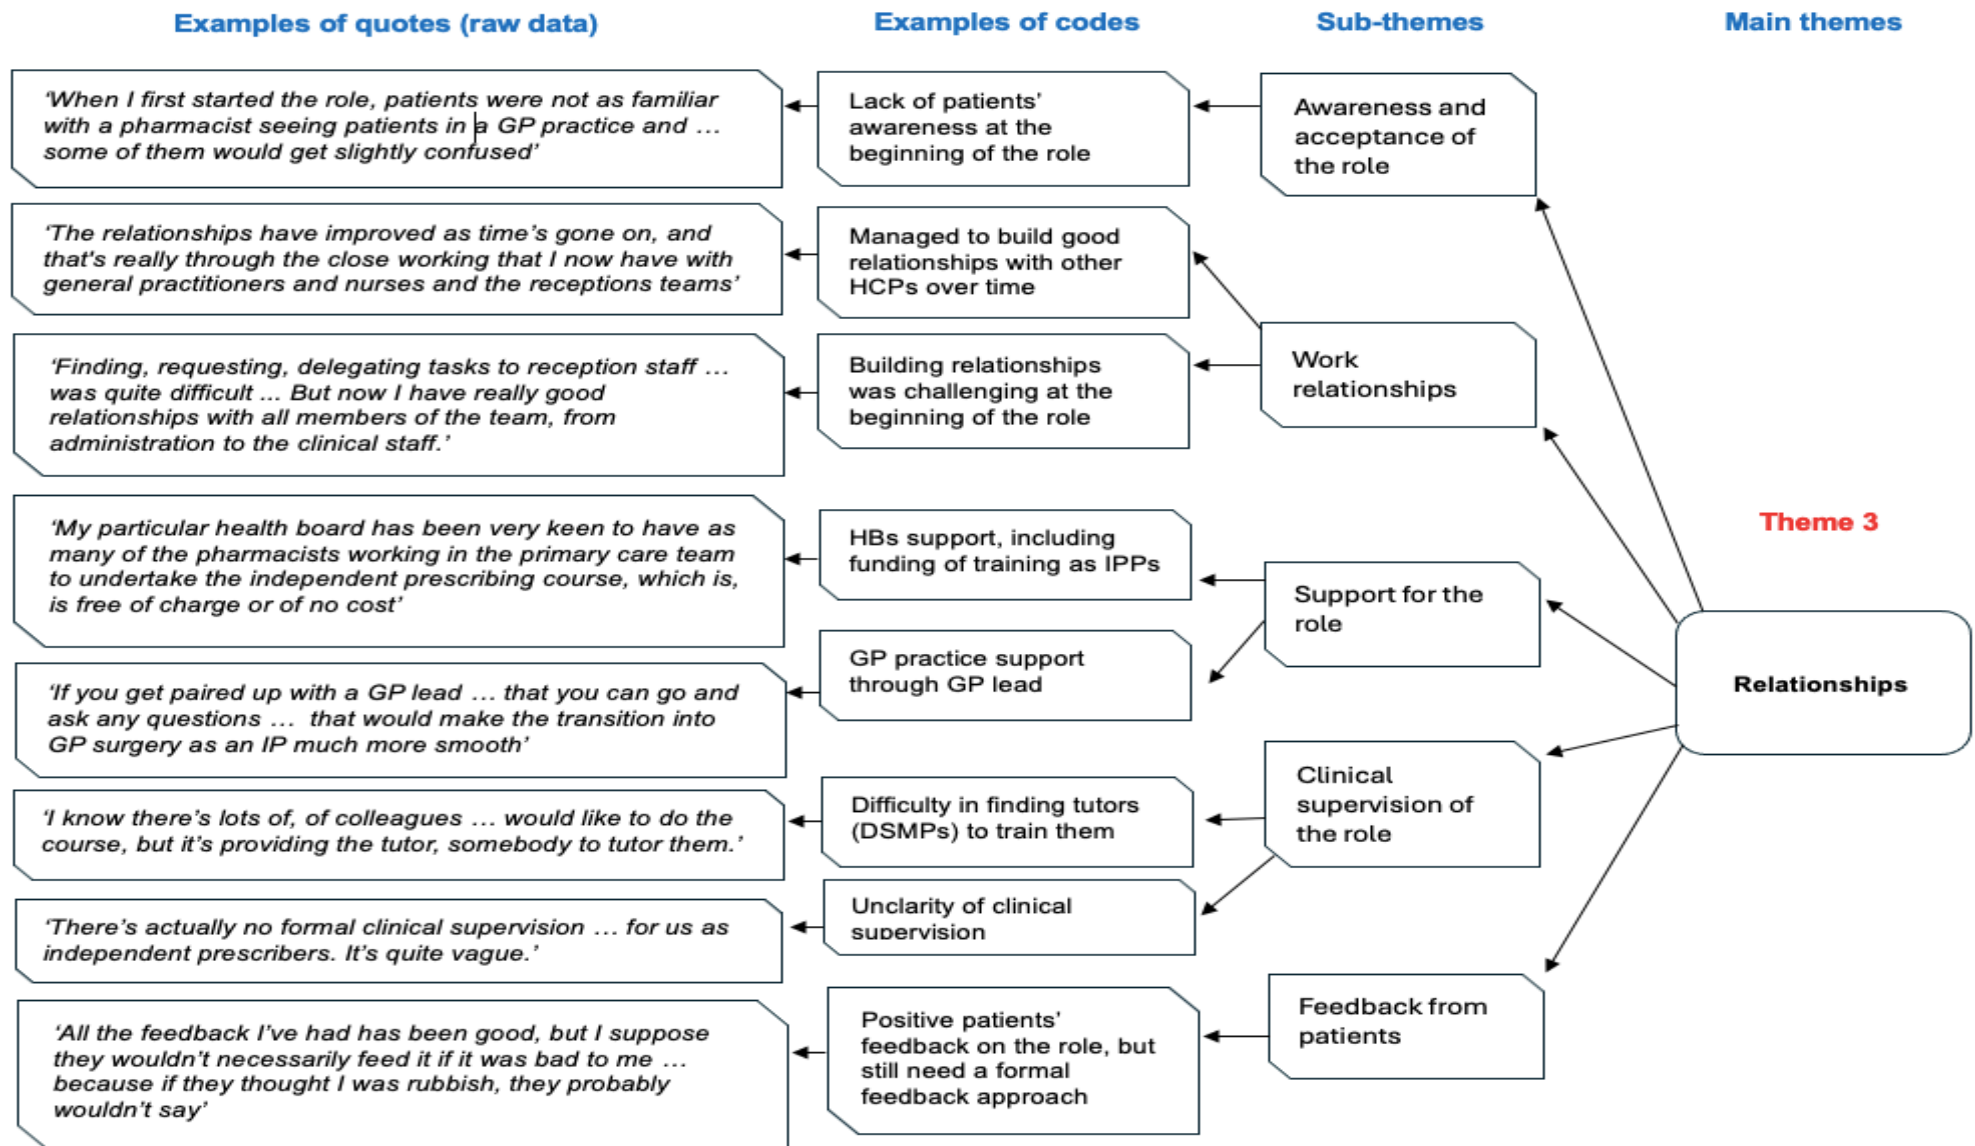 Examples of quotes (raw data)
Examples of codes
Sub-themes
Main themes
‘When I first started the role, patients were not as familiar
with a pharmacist seeing patients in a GP practice and …
some of them would get slightly confused’
Lack of patients’
awareness at the
beginning of the role
Awareness and
acceptance of
the role
‘The relationships have improved as time’s gone on, and
that's really through the close working that I now have with
general practitioners and nurses and the receptions teams’
Managed to build good
relationships with other
HCPs over time
‘Finding, requesting, delegating tasks to reception staff …
was quite difficult ... But now I have really good
relationships with all members of the team, from
administration to the clinical staff.’
Building relationships
was challenging at the
beginning of the role
Work
relationships
‘My particular health board has been very keen to have as
many of the pharmacists working in the primary care team
to undertake the independent prescribing course, which is,
is free of charge or of no cost’
HBs support, including
funding of training as IPPs
Support for the
role
‘If you get paired up with a GP lead … that you can go and
ask any questions … that would make the transition into
GP surgery as an IP much more smooth’
GP practice support
through GP lead
Theme 3
Relationships
‘I know there’s lots of, of colleagues … would like to do the
course, but it’s providing the tutor, somebody to tutor them.’
Difficulty in finding tutors
(DSMPs) to train them
Clinical
supervision of
the role
‘There’s actually no formal clinical supervision … for us as
independent prescribers. It’s quite vague.’
Unclarity of clinical
supervision
‘All the feedback I’ve had has been good, but I suppose
they wouldn’t necessarily feed it if it was bad to me …
because if they thought I was rubbish, they probably
wouldn’t say’
Positive patients’
feedback on the role, but
still need a formal
feedback approach
Feedback from
patients